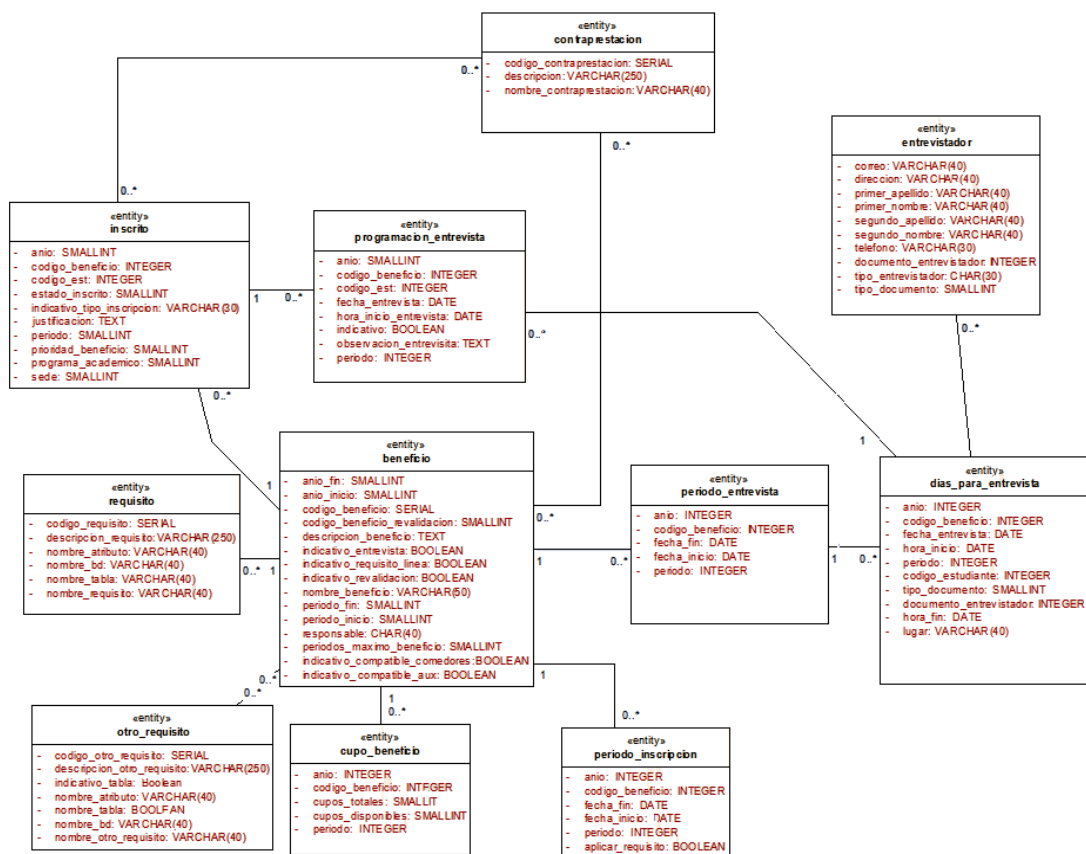 «entity»
contraprestacion
- codigo_contraprestacion: SERIAL
- descripcion: VARCHAR(250)
- nombre_contraprestacion: VARCHAR(40)
0..*
0..*
0..*
«entity»
entrevistador
- correo: VARCHAR(40)
- direccion: VARCHAR(40)
- primer_apellido: VARCHAR(40)
- primer_nombre: VARCHAR(40)
- segundo_apellido: VARCHAR(40)
- segundo_nombre: VARCHAR(40)
- telefono: VARCHAR(30)
- documento_entrevistador: INTEGER
- tipo_entrevistador: CHAR(30)
- tipo_documento: SMALLINT
0..*
«entity»
inscrito
- anio: SMALLINT
- codigo_beneficio: INTEGER
- codigo_est: INTEGER
- estado_inscrito: SMALLINT
- indicativo_tipo_inscripcion: VARCHAR(30)
- justificacion: TEXT
- periodo: SMALLINT
- prioridad_beneficio: SMALLINT
- programa_academico: SMALLINT
- sede: SMALLINT
1
0..*
0..*
«entity»
programacion_entrevista
- anio: SMALLINT
- codigo_beneficio: INTEGER
- codigo_est: INTEGER
- fecha_entrevista: DATE
- hora_inicio_entrevista: DATE
- indicativo: BOOLEAN
- observacion_entrevisita: TEXT
- periodo: INTEGER
0..*
1
1
«entity»
beneficio
- anio_fin: SMALLINT
- anio_inicio: SMALLINT
- codigo_beneficio: SERIAL
- codigo_beneficio_revalidacion: SMALLINT
- descripcion_beneficio: TEXT
- indicativo_entrevista: BOOLEAN
- indicativo_requisito_linea: BOOLEAN
- indicativo_revalidacion: BOOLEAN
- nombre_beneficio: VARCHAR(50)
- periodo_fin: SMALLINT
- periodo_inicio: SMALLINT
- responsable: CHAR(40)
- periodos_maximo_beneficio: SMALLINT
- indicativo_compatible_comedores: BOOLEAN
- indicativo_compatible_aux: BOOLEAN
0..*
1
0..*
«entity»
requisito
- codigo_requisito: SERIAL
- descripcion_requisito: VARCHAR(250)
- nombre_atributo: VARCHAR(40)
- nombre_bd: VARCHAR(40)
- nombre_tabla: VARCHAR(40)
- nombre_requisito: VARCHAR(40)
0..*
1
«entity»
periodo_entrevista
- anio: INTEGER
- codigo_beneficio: INTEGER
- fecha_fin: DATE
- fecha_inicio: DATE
- periodo: INTEGER
1
0..*
«entity»
dias_para_entrevista
- anio: INTEGER
- codigo_beneficio: INTEGER
- fecha_entrevista: DATE
- hora_inicio: DATE
- periodo: INTEGER
- codigo_estudiante: INTEGER
- tipo_documento: SMALLINT
- documento_entrevistador: INTEGER
- hora_fin: DATE
- lugar: VARCHAR(40)
0..*
0..*
1
0..*
1
0..*
«entity»
otro_requisito
- codigo_otro_requisito: SERIAL
- descripcion_otro_requisito: VARCHAR(250)
- indicativo_tabla: Boolean
- nombre_atributo: VARCHAR(40)
- nombre_tabla: BOOLEAN
- nombre_bd: VARCHAR(40)
- nombre_otro_requisito: VARCHAR(40)
«entity»
cupo_beneficio
- anio: INTEGER
- codigo_beneficio: INTEGER
- cupos_totales: SMALLIT
- cupos_disponibles: SMALLINT
- periodo: INTEGER
«entity»
periodo_inscripcion
- anio: INTEGER
- codigo_beneficio: INTEGER
- fecha_fin: DATE
- fecha_inicio: DATE
- periodo: INTEGER
- aplicar_requisito: BOOLEAN